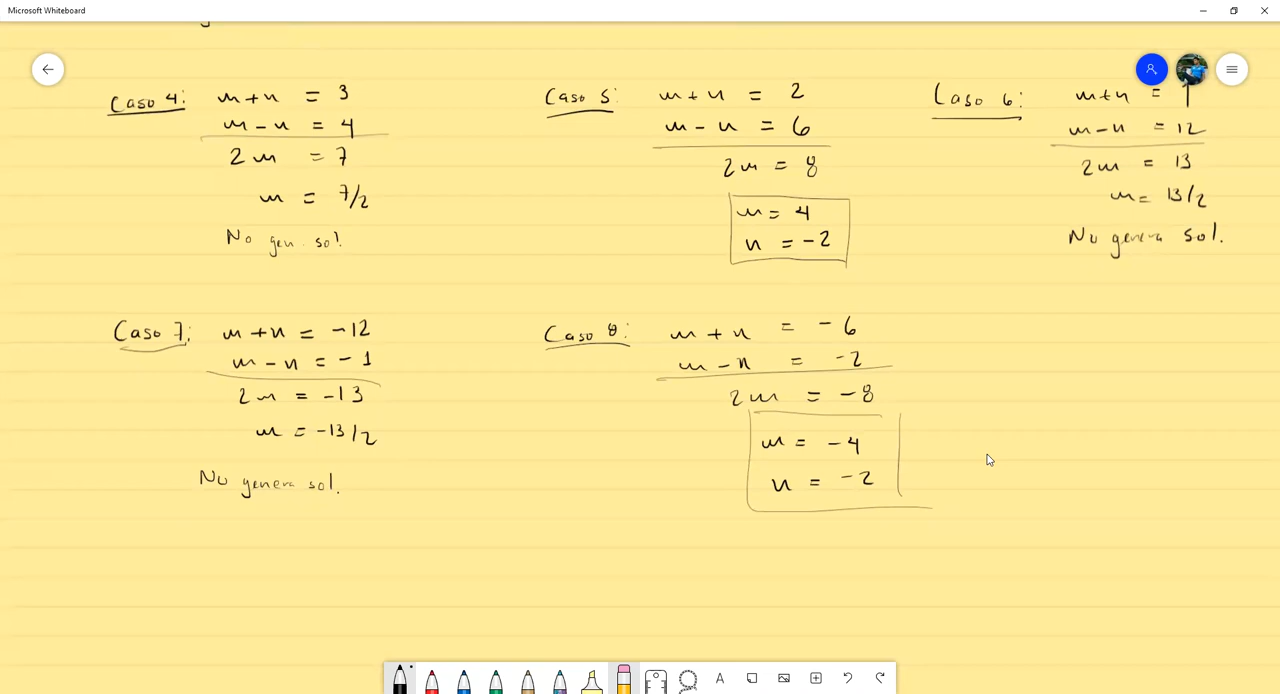 Microsoft Whiteboard
Caso 4: m+n = 3
m-n = 4
2m = 7
m = 7/2
No gen. sol.
Caso 5: m+n = 2
m-n = 6
2m = 8
m = 4
n = -2
Caso 6: m+n = 1
m-n = 12
2m = 13
m = 13/2
No genera sol.
Caso 7: m+n = -12
m-n = -1
2m = -13
m = -13/2
No genera sol.
Caso 8: m+n = -6
m-n = -2
2m = -8
m = -4
n = -2
A